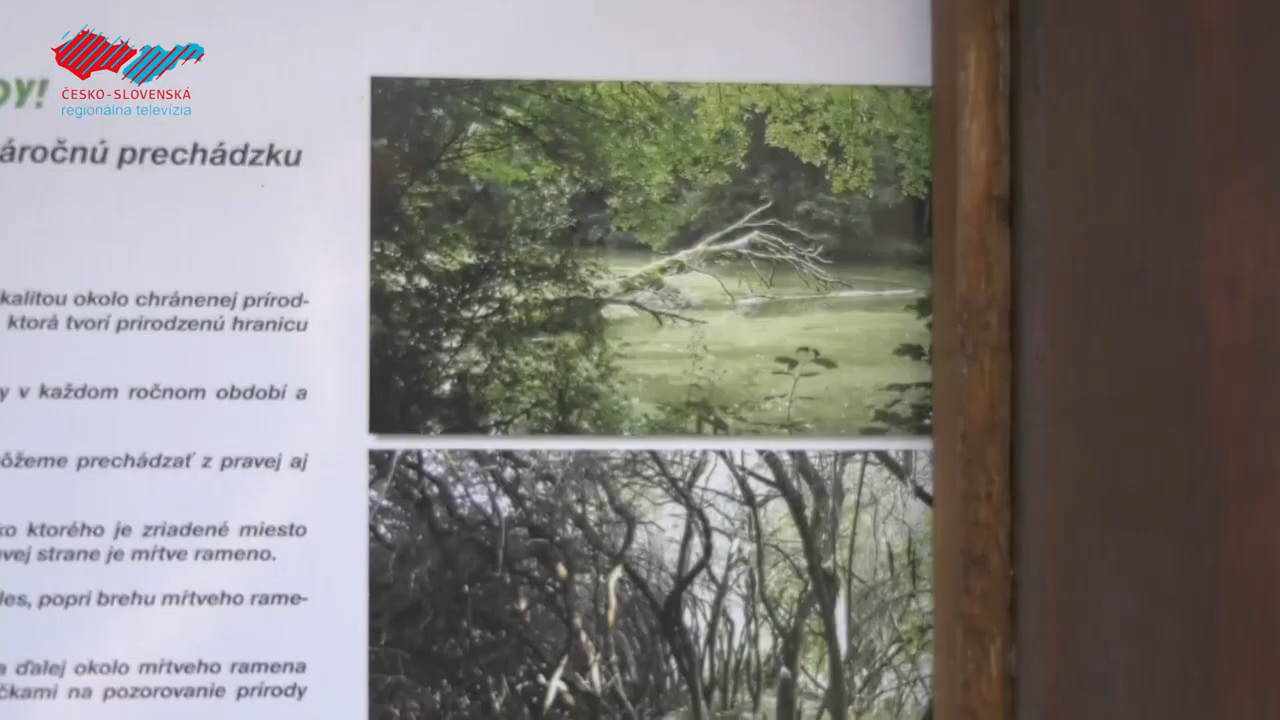 DY!
ČESKO-SLOVENSKÁ
regionálna televízia
áročnú prechádzku
kalitou okolo chránenej prírod-
ktorá tvorí prirodzenú hranicu
y v každom ročnom období a
ôžeme prechádzať z pravej aj
ko ktorého je zriadené miesto
vej strane je mŕtve rameno.
les, popri brehu mŕtveho rame-
a ďalej okolo mŕtveho ramena
čkami na pozorovanie prírody